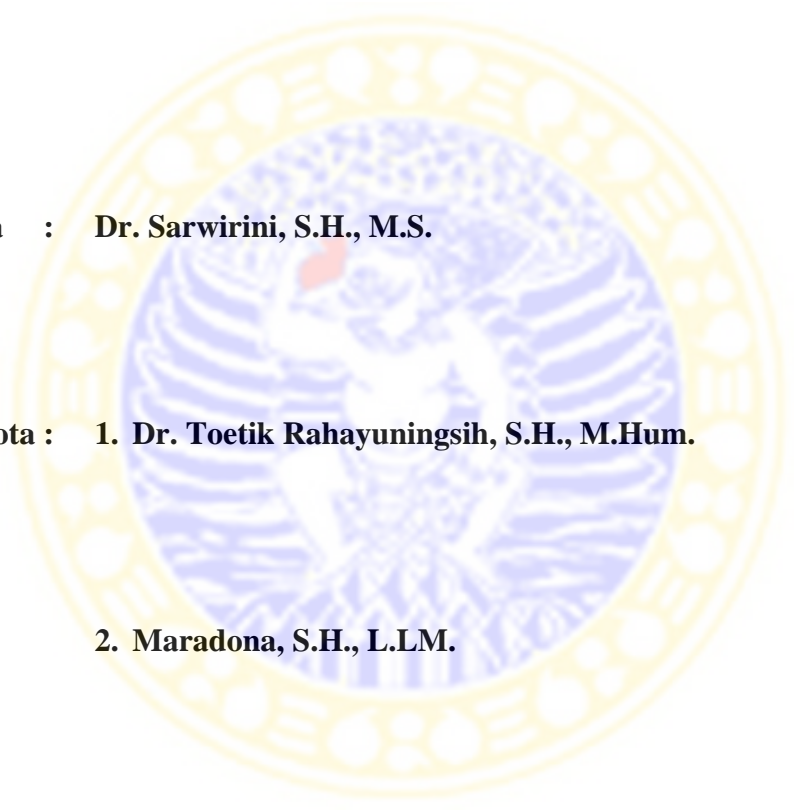 : Dr. Sarwirini, S.H., M.S.
: 1. Dr. Toetik Rahayuningsih, S.H., M.Hum.
2. Maradona, S.H., L.LM.